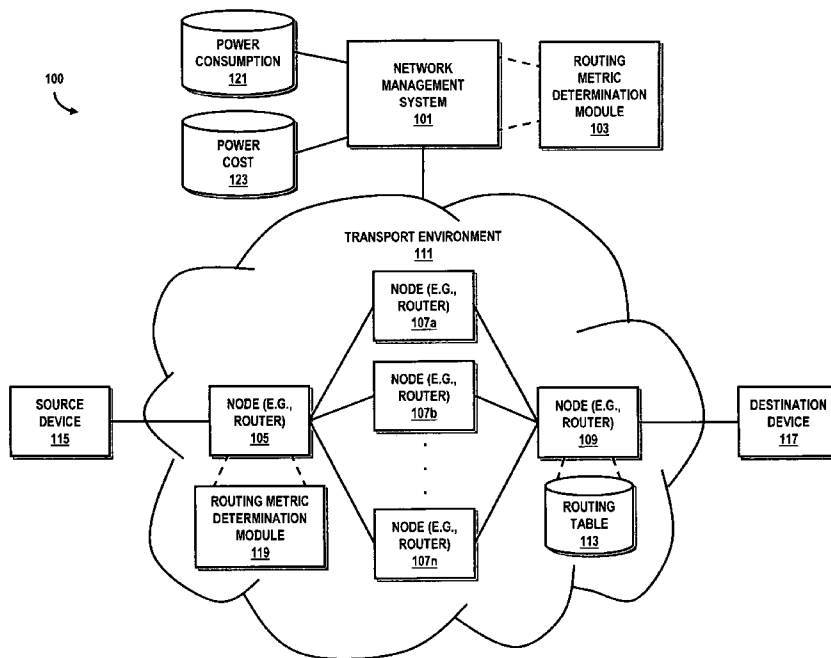 100
POWER
CONSUMPTION
121
POWER
COST
123
NETWORK
MANAGEMENT
SYSTEM
101
ROUTING
METRIC
DETERMINATION
MODULE
103
TRANSPORT ENVIRONMENT
111
NODE (E.G.,
ROUTER)
107a
NODE (E.G.,
ROUTER)
107b
NODE (E.G.,
ROUTER)
107n
SOURCE
DEVICE
115
NODE (E.G.,
ROUTER)
105
ROUTING METRIC
DETERMINATION
MODULE
119
NODE (E.G.,
ROUTER)
109
ROUTING
TABLE
113
DESTINATION
DEVICE
117